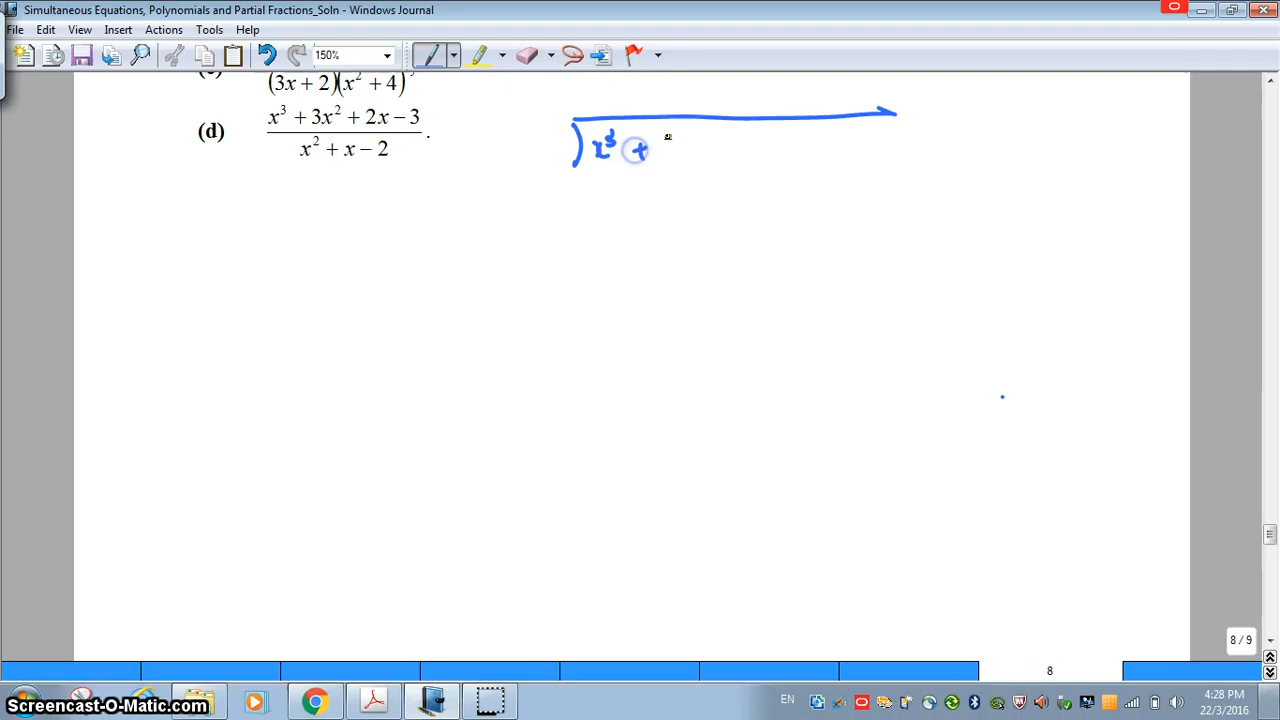 Simultaneous Equations, Polynomials and Partial Fractions_Soln - Windows Journal
File Edit View Insert Actions Tools Help
150%
(3x + 2)(x² + 4)
(d) x³ + 3x² + 2x − 3
x² + x − 2 .
x³ +
8 / 9
8
EN
4:28 PM
22/3/2016
Screencast-O-Matic.com